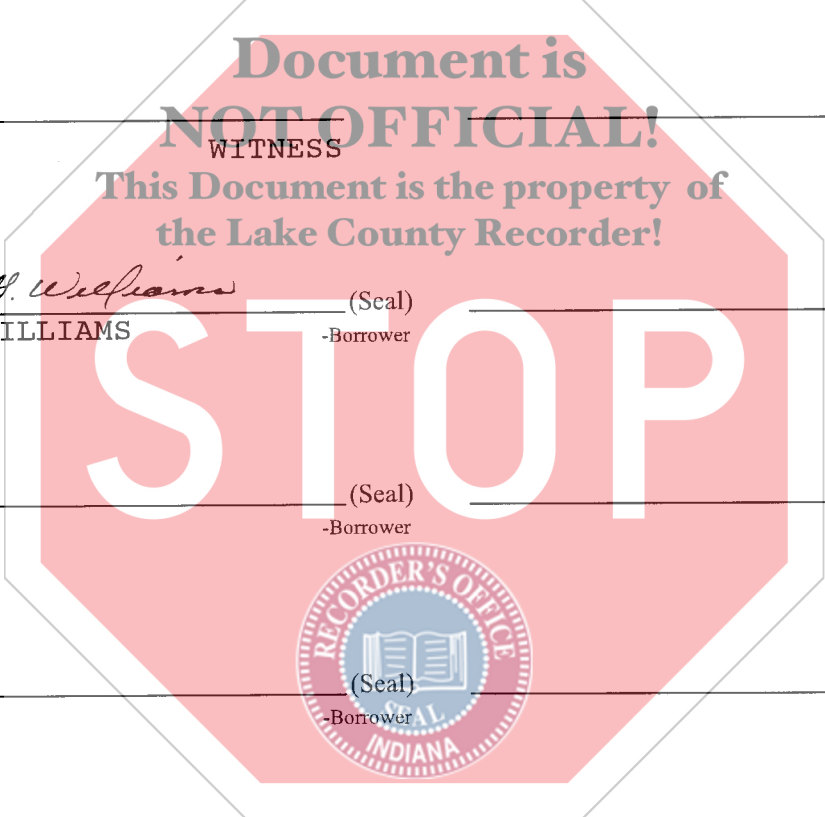 Document is
NOT OFFICIAL!
WITNESS
This Document is the property of
the Lake County Recorder!
H. Williams
(Seal)
ILLIAMS
-Borrower
STOP
(Seal)
-Borrower
RECORDER'S OFFICE
(Seal)
SEAL
-Borrower
INDIANA